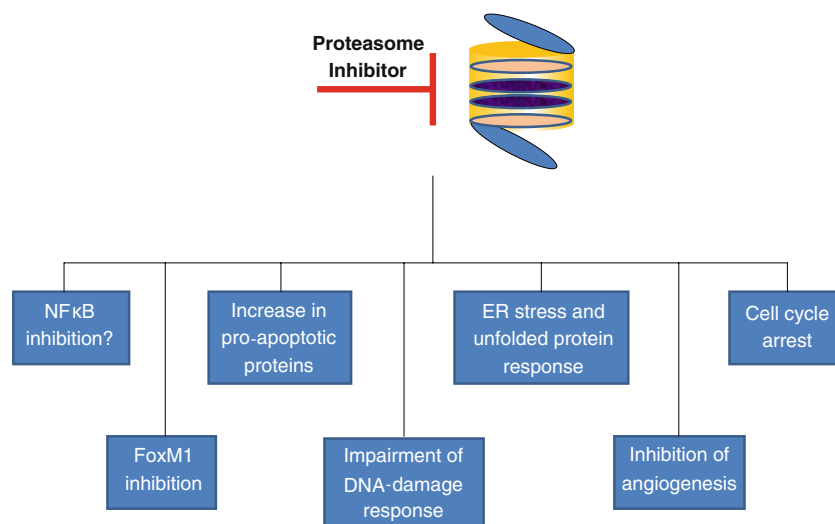 Proteasome
Inhibitor
NFκB
inhibition?
Increase in
pro-apoptotic
proteins
ER stress and
unfolded protein
response
Cell cycle
arrest
FoxM1
inhibition
Impairment of
DNA-damage
response
Inhibition of
angiogenesis